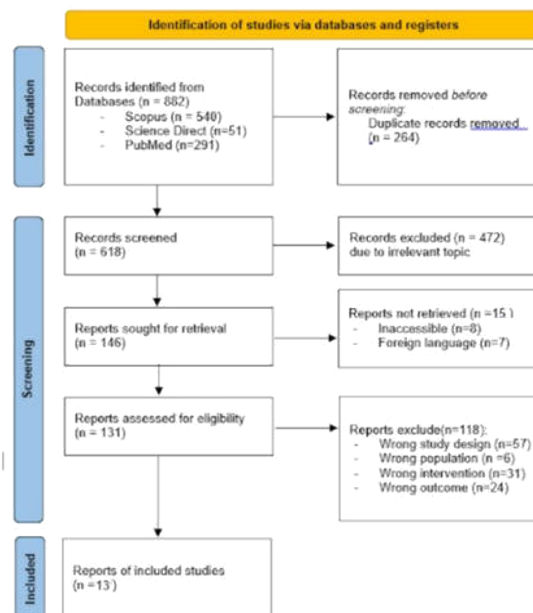 Identification of studies via databases and registers
Identification
Records identified from
Databases (n = 882)
- Scopus (n = 540)
- Science Direct (n=51)
- PubMed (n=291)
Records removed before
screening:
Duplicate records removed
(n = 264)
Screening
Records screened
(n = 618)
Records excluded (n = 472)
due to irrelevant topic
Reports sought for retrieval
(n = 146)
Reports not retrieved (n =15 )
- Inaccessible (n=8)
- Foreign language (n=7)
Reports assessed for eligibility
(n = 131)
Reports exclude(n=118):
- Wrong study design (n=57)
- Wrong population (n =6)
- Wrong intervention (n=31)
- Wrong outcome (n=24)
Included
Reports of included studies
(n =13)